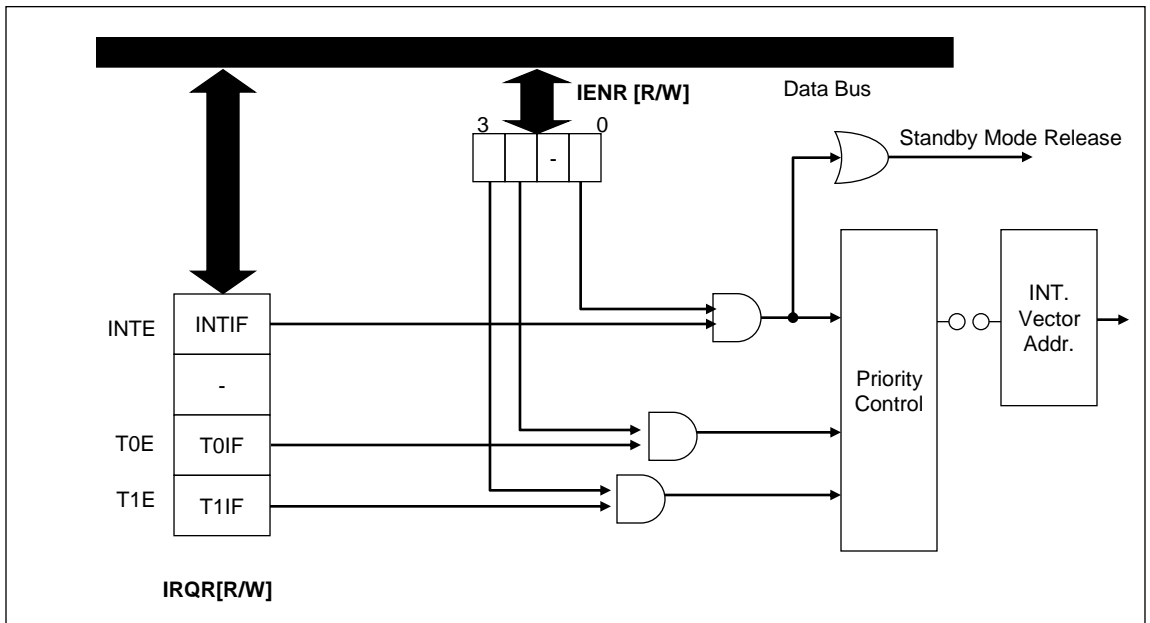 IENR [R/W]
Data Bus
3
0
-
Standby Mode Release
INTE
INTIF
-
T0E
T0IF
T1E
T1IF
IRQR[R/W]
Priority
Control
INT.
Vector
Addr.